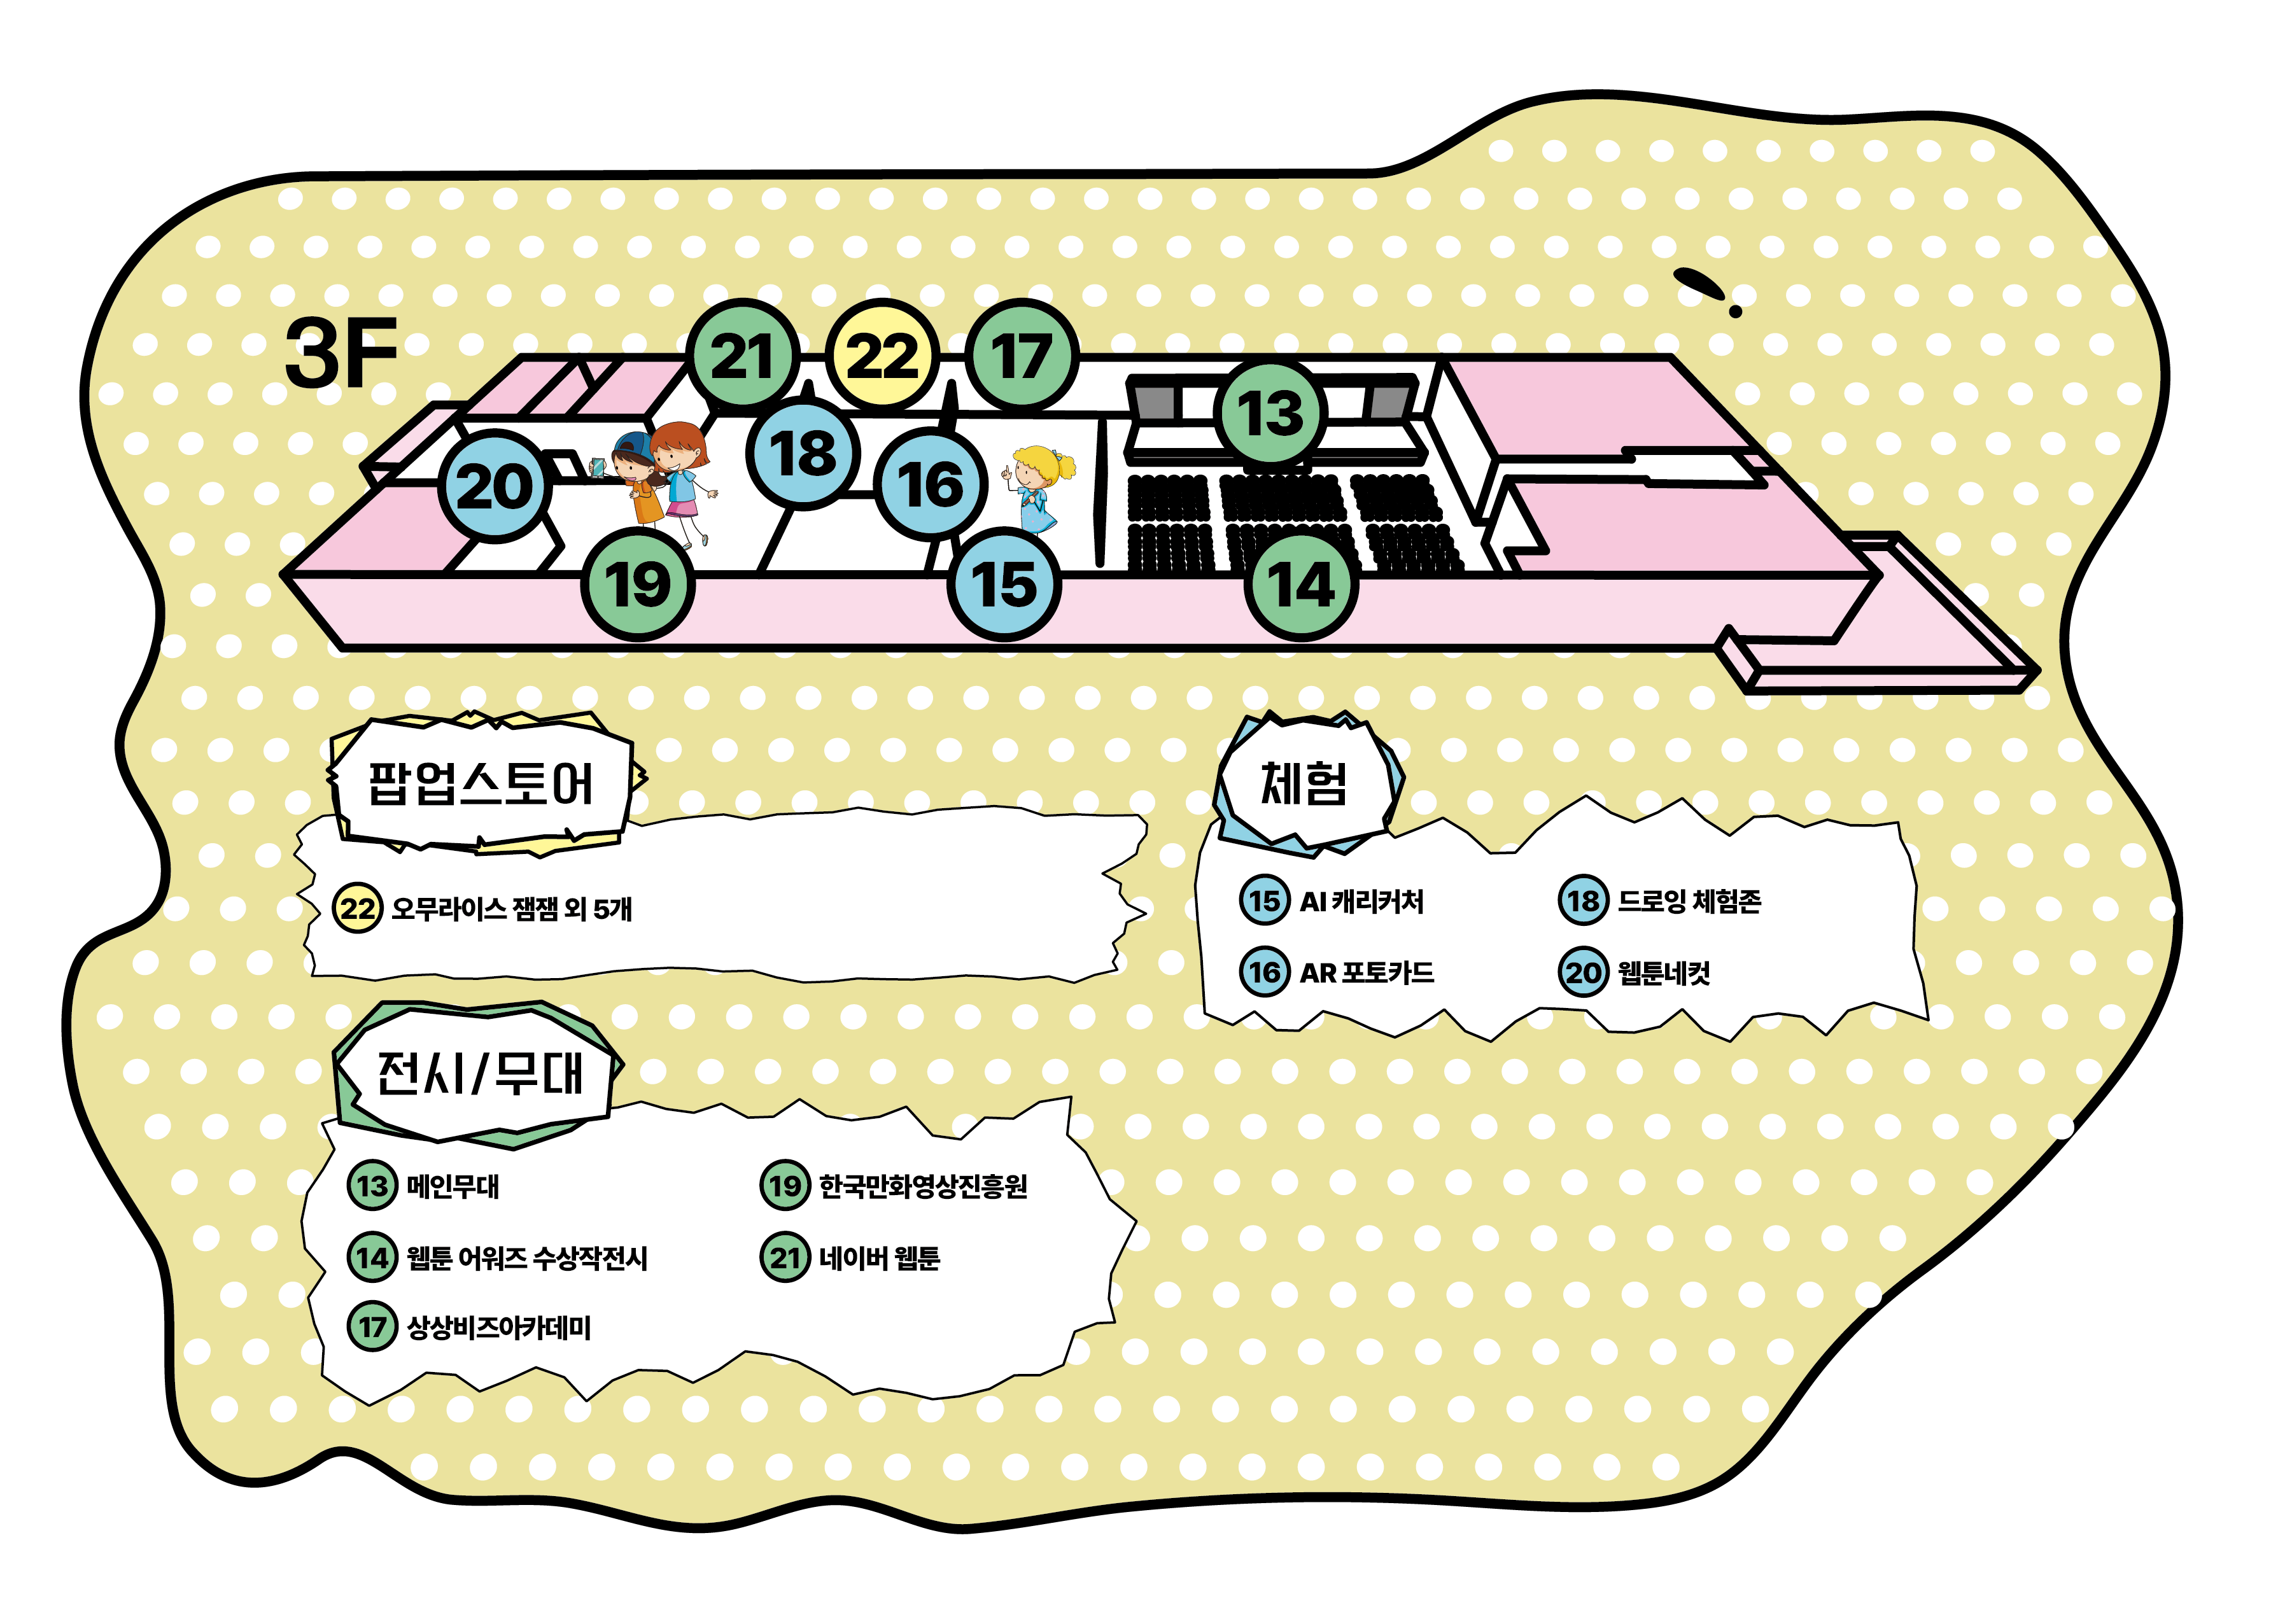 3F
21
22
17
13
18
20
16
19
15
14
팝업스토어
22 오무라이스 잼잼 외 5개
체험
15 AI 캐리커처
18 드로잉 체험존
16 AR 포토카드
20 웹툰네컷
전시/무대
13 메인무대
19 한국만화영상진흥원
14 웹툰 어워즈 수상작전시
21 네이버 웹툰
17 상상비즈아카데미